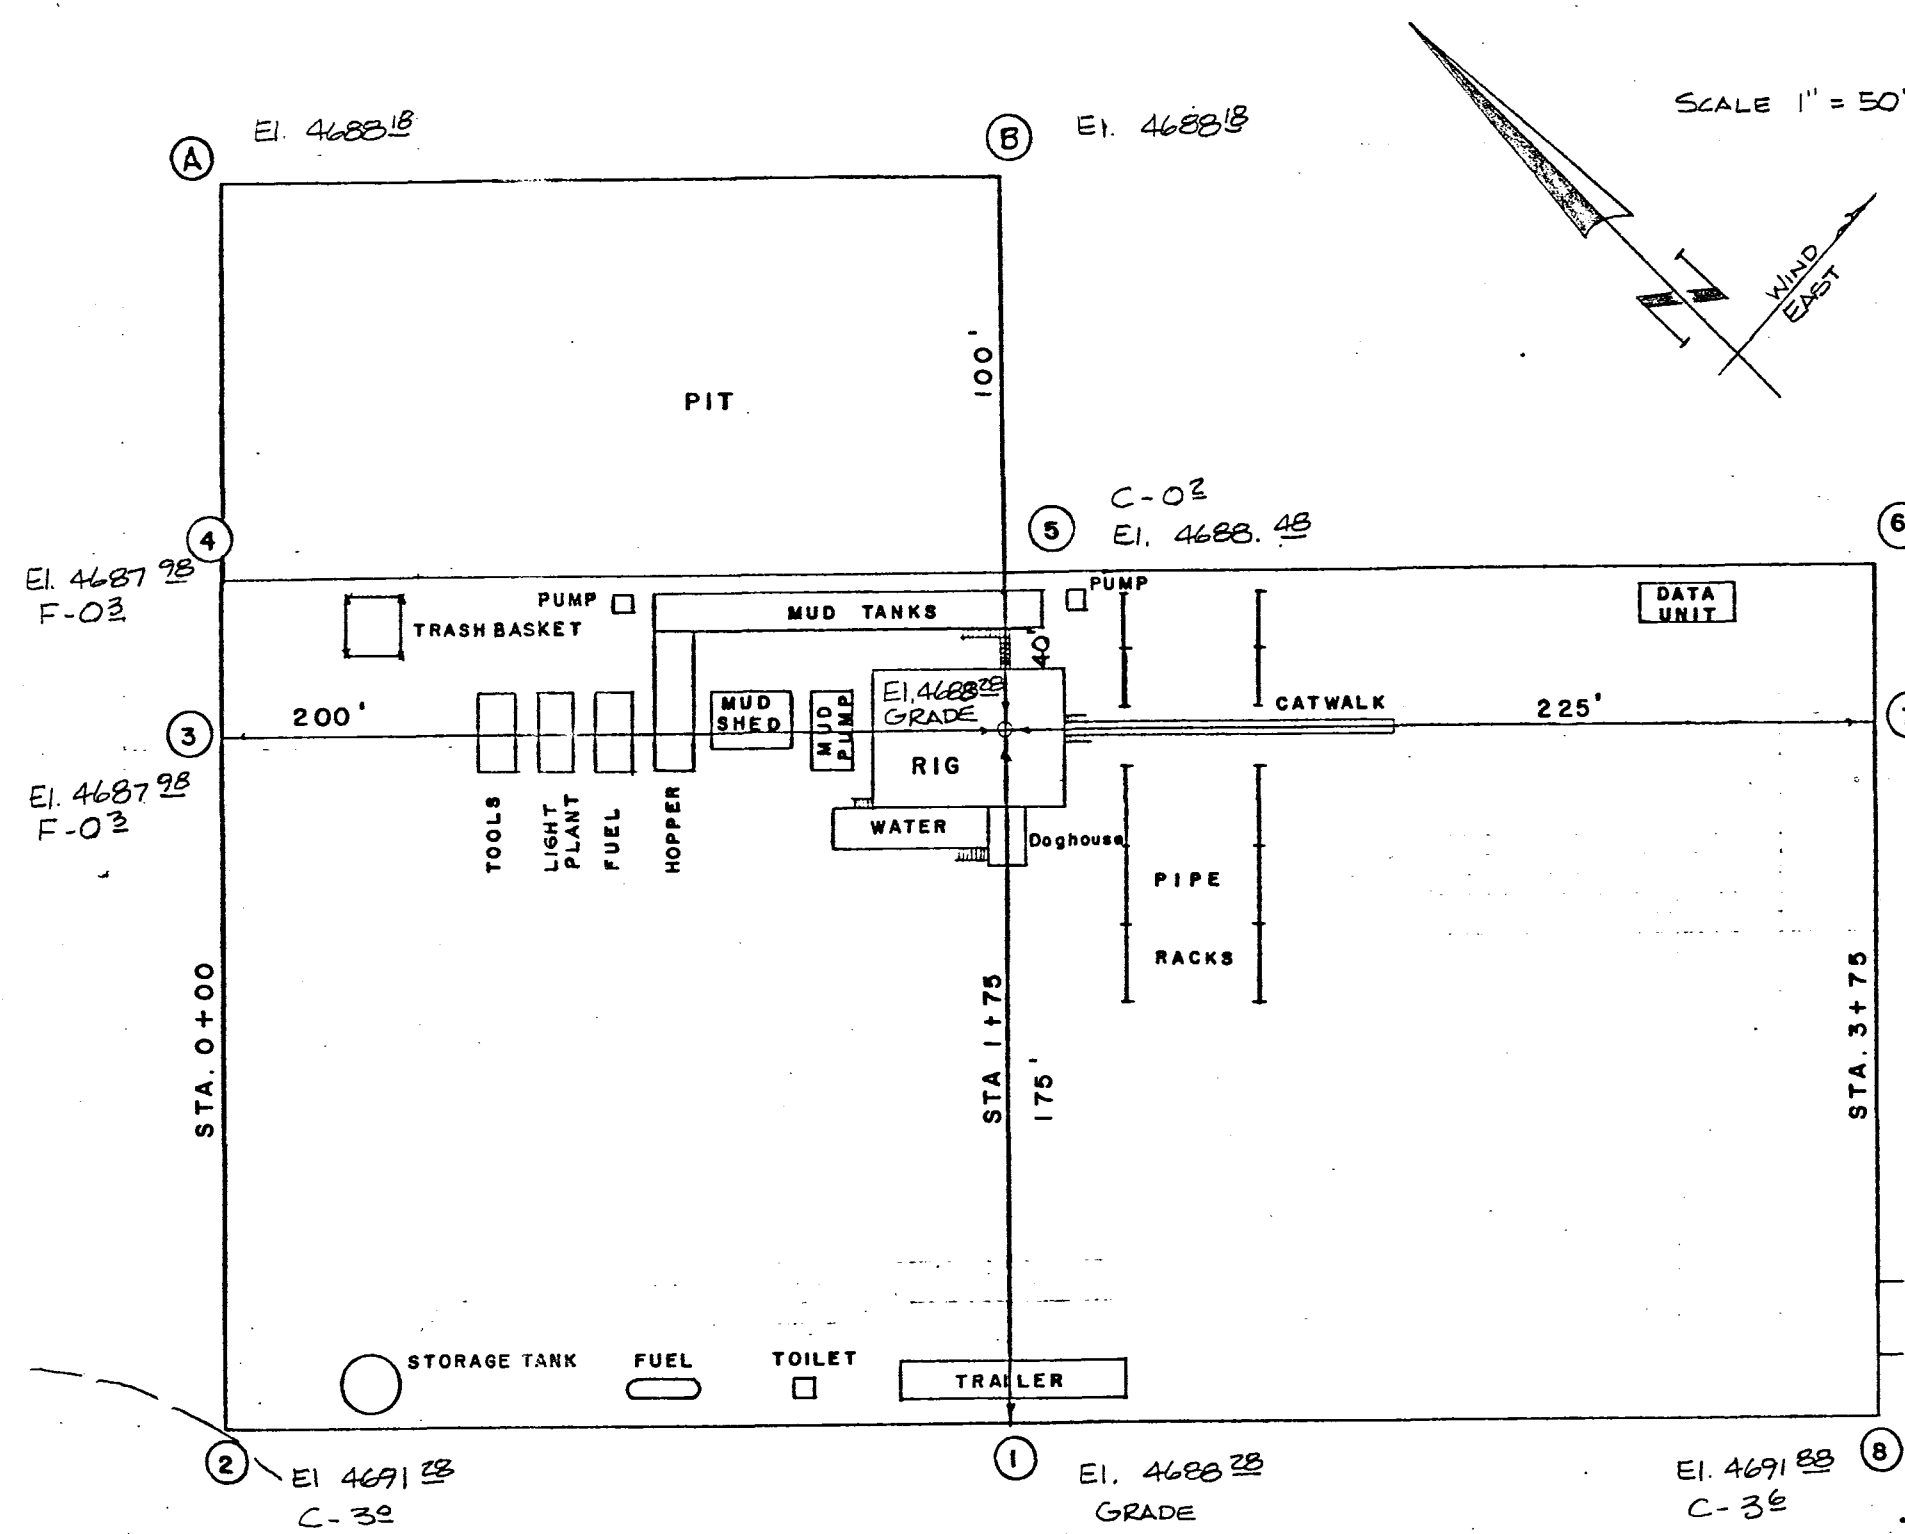 SCALE 1" = 50'
A
El. 4688 18
B
El. 4688 18
N
WIND
EAST
PIT
100'
C-0 2
El. 4688. 48
4
5
6
El. 4687 98
F-0 3
PUMP
TRASH BASKET
MUD TANKS
PUMP
DATA
UNIT
40'
3
200'
MUD
SHED
MUD
PUMP
El. 4688 28
GRADE
RIG
CATWALK
225'
El. 4687. 98
F-0 3
TOOLS
LIGHT
PLANT
FUEL
HOPPER
WATER
Doghouse
PIPE
RACKS
STA. 0+00
STA 1+75
175'
STA. 3+75
STORAGE TANK
FUEL
TOILET
TRAILER
2
El 4691 28
C-3 0
1
El. 4688 28
GRADE
El. 4691 88
C-3 6
8